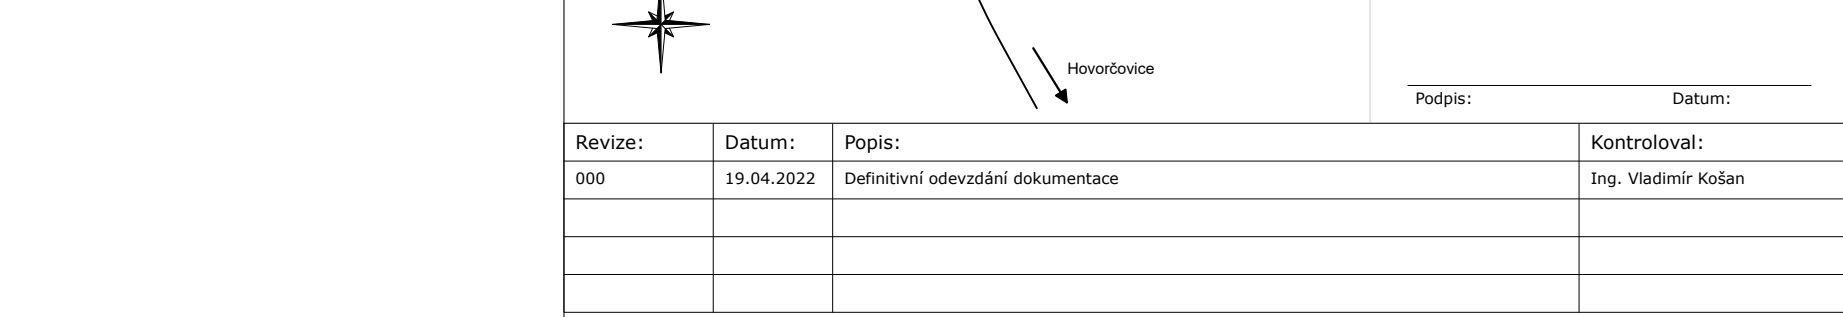 Hovorčovice
Podpis: Datum:
Revize: Datum: Popis: Kontroloval:
000 19.04.2022 Definitivní odevzdání dokumentace Ing. Vladimír Košan